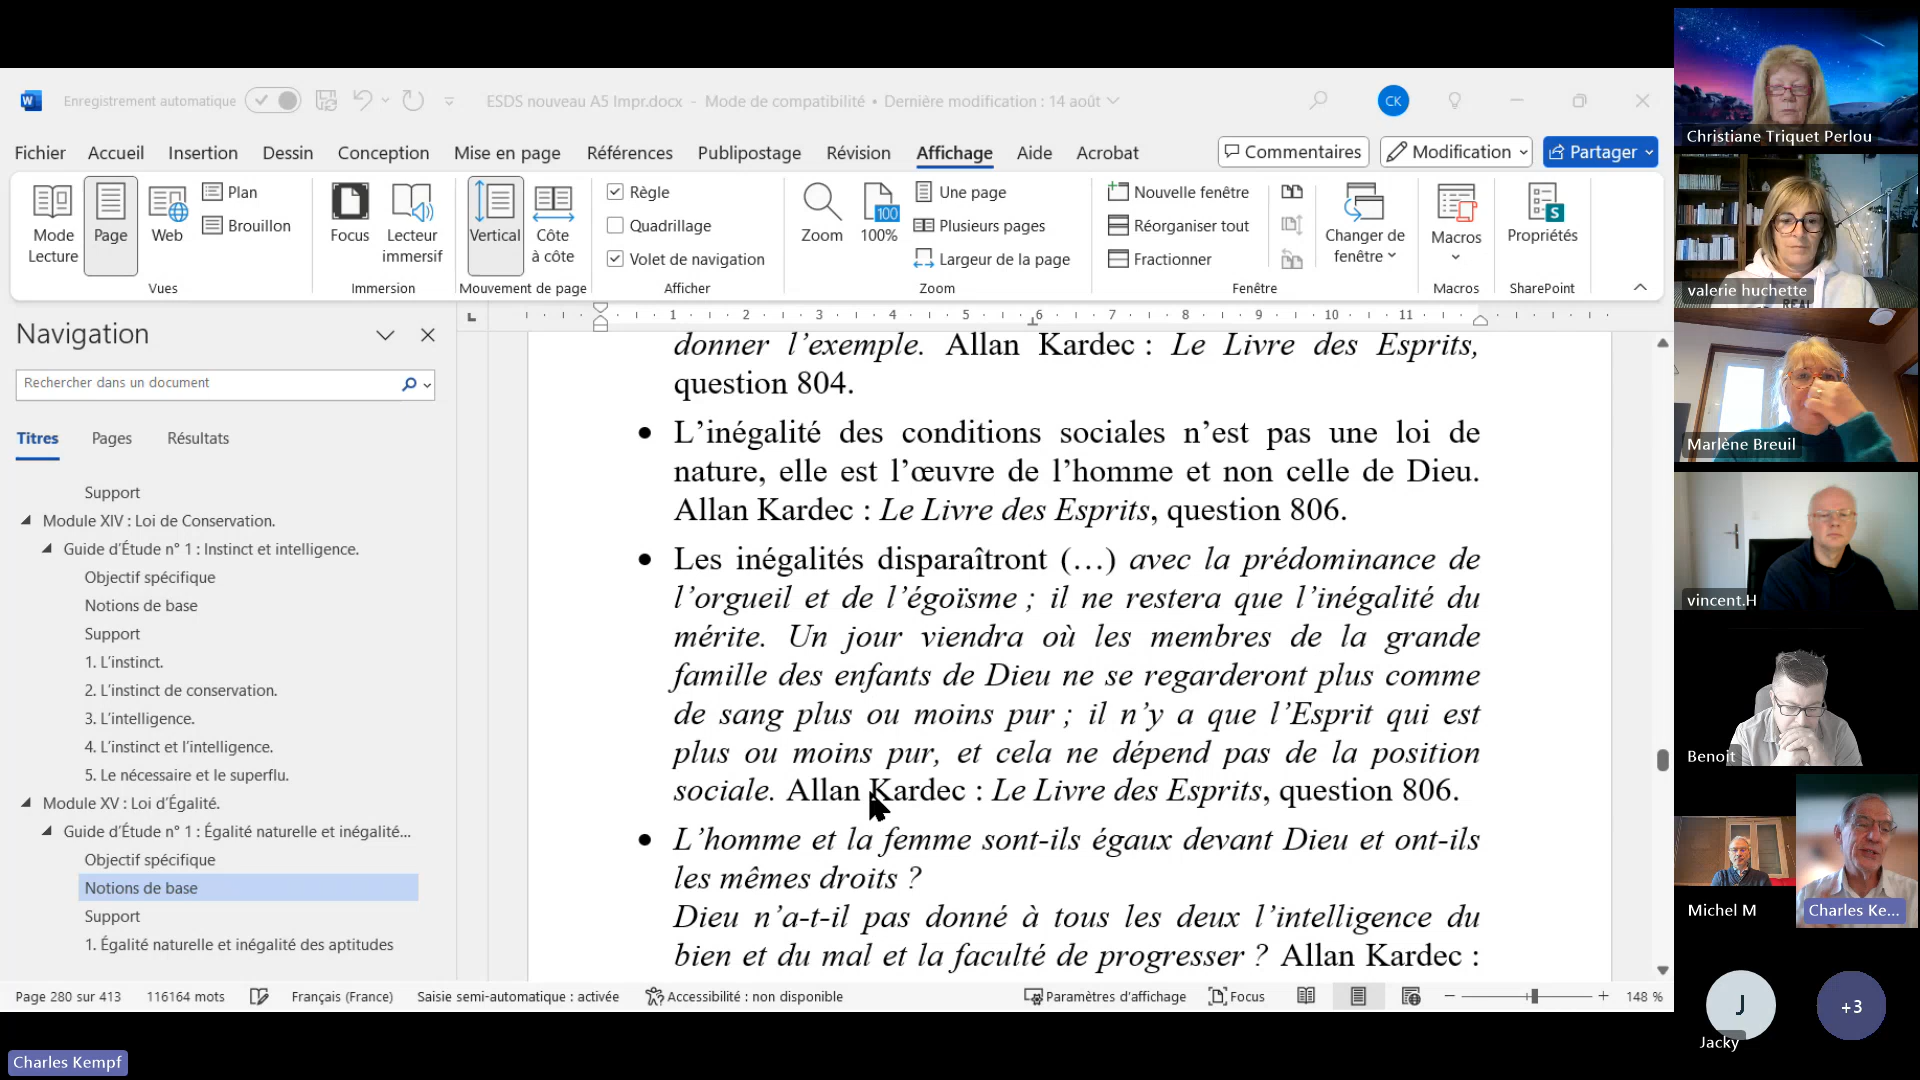 Enregistrement automatique
ESDS nouveau A5 Impr.docx - Mode de compatibilité • Dernière modification : 14 août
CK
Fichier Accueil Insertion Dessin Conception Mise en page Références Publipostage Révision Affichage Aide Acrobat
Commentaires Modification Partager
Mode Lecture
Page
Web
Plan
Brouillon
Vues
Focus
Lecteur immersif
Immersion
Vertical
Côte à côte
Mouvement de page
Règle
Quadrillage
Volet de navigation
Afficher
Zoom
100
100%
Une page
Plusieurs pages
Largeur de la page
Zoom
Nouvelle fenêtre
Réorganiser tout
Fractionner
Changer de fenêtre
Fenêtre
Macros
Macros
S
Propriétés
SharePoint
Navigation
Rechercher dans un document
Titres Pages Résultats
Support
Module XIV : Loi de Conservation.
Guide d'Étude n° 1 : Instinct et intelligence.
Objectif spécifique
Notions de base
Support
1. L'instinct.
2. L'instinct de conservation.
3. L'intelligence.
4. L'instinct et l'intelligence.
5. Le nécessaire et le superflu.
Module XV : Loi d'Égalité.
Guide d'Étude n° 1 : Égalité naturelle et inégalité...
Objectif spécifique
Notions de base
Support
1. Égalité naturelle et inégalité des aptitudes
1 2 3 4 5 6 7 8 9 10 11
donner l'exemple. Allan Kardec : Le Livre des Esprits,
question 804.
• L'inégalité des conditions sociales n'est pas une loi de
nature, elle est l'œuvre de l'homme et non celle de Dieu.
Allan Kardec : Le Livre des Esprits, question 806.
• Les inégalités disparaîtront (…) avec la prédominance de
l'orgueil et de l'égoïsme ; il ne restera que l'inégalité du
mérite. Un jour viendra où les membres de la grande
famille des enfants de Dieu ne se regarderont plus comme
de sang plus ou moins pur ; il n'y a que l'Esprit qui est
plus ou moins pur, et cela ne dépend pas de la position
sociale. Allan Kardec : Le Livre des Esprits, question 806.
• L'homme et la femme sont-ils égaux devant Dieu et ont-ils
les mêmes droits ?
Dieu n'a-t-il pas donné à tous les deux l'intelligence du
bien et du mal et la faculté de progresser ? Allan Kardec :
Page 280 sur 413 116164 mots Français (France) Saisie semi-automatique : activée Accessibilité : non disponible Paramètres d'affichage Focus 148 %
Charles Kempf
Christiane Triquet Perlou
valerie huchette
Marlène Breuil
vincent.H
Benoit
Michel M
Charles Ke...
J
Jacky
+3